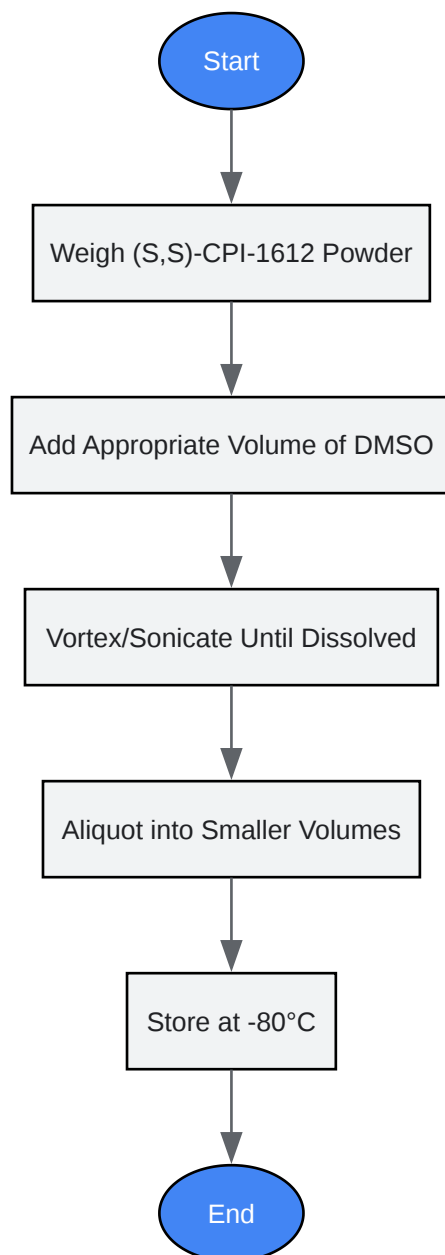 Start
Weigh (S,S)-CPI-1612 Powder
Add Appropriate Volume of DMSO
Vortex/Sonicate Until Dissolved
Aliquot into Smaller Volumes
Store at -80°C
End